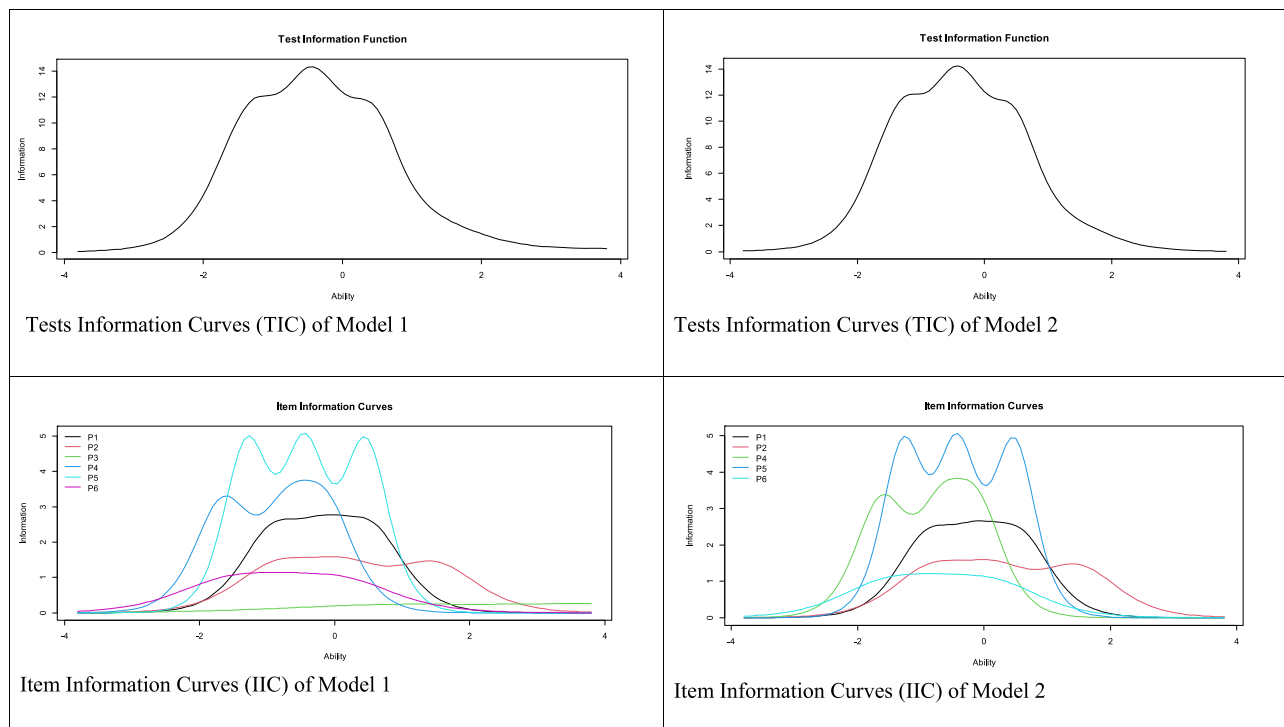 Test Information Function
Information
14
12
10
8
6
4
2
0
-4
-2
0
2
4
Ability
Tests Information Curves (TIC) of Model 1
Test Information Function
Information
14
12
10
8
6
4
2
0
-4
-2
0
2
4
Ability
Tests Information Curves (TIC) of Model 2
Item Information Curves
P1
P2
P3
P4
P5
P6
Information
5
4
3
2
1
0
-4
-2
0
2
4
Ability
Item Information Curves (IIC) of Model 1
Item Information Curves
P1
P2
P4
P5
P6
Information
5
4
3
2
1
0
-4
-2
0
2
4
Ability
Item Information Curves (IIC) of Model 2